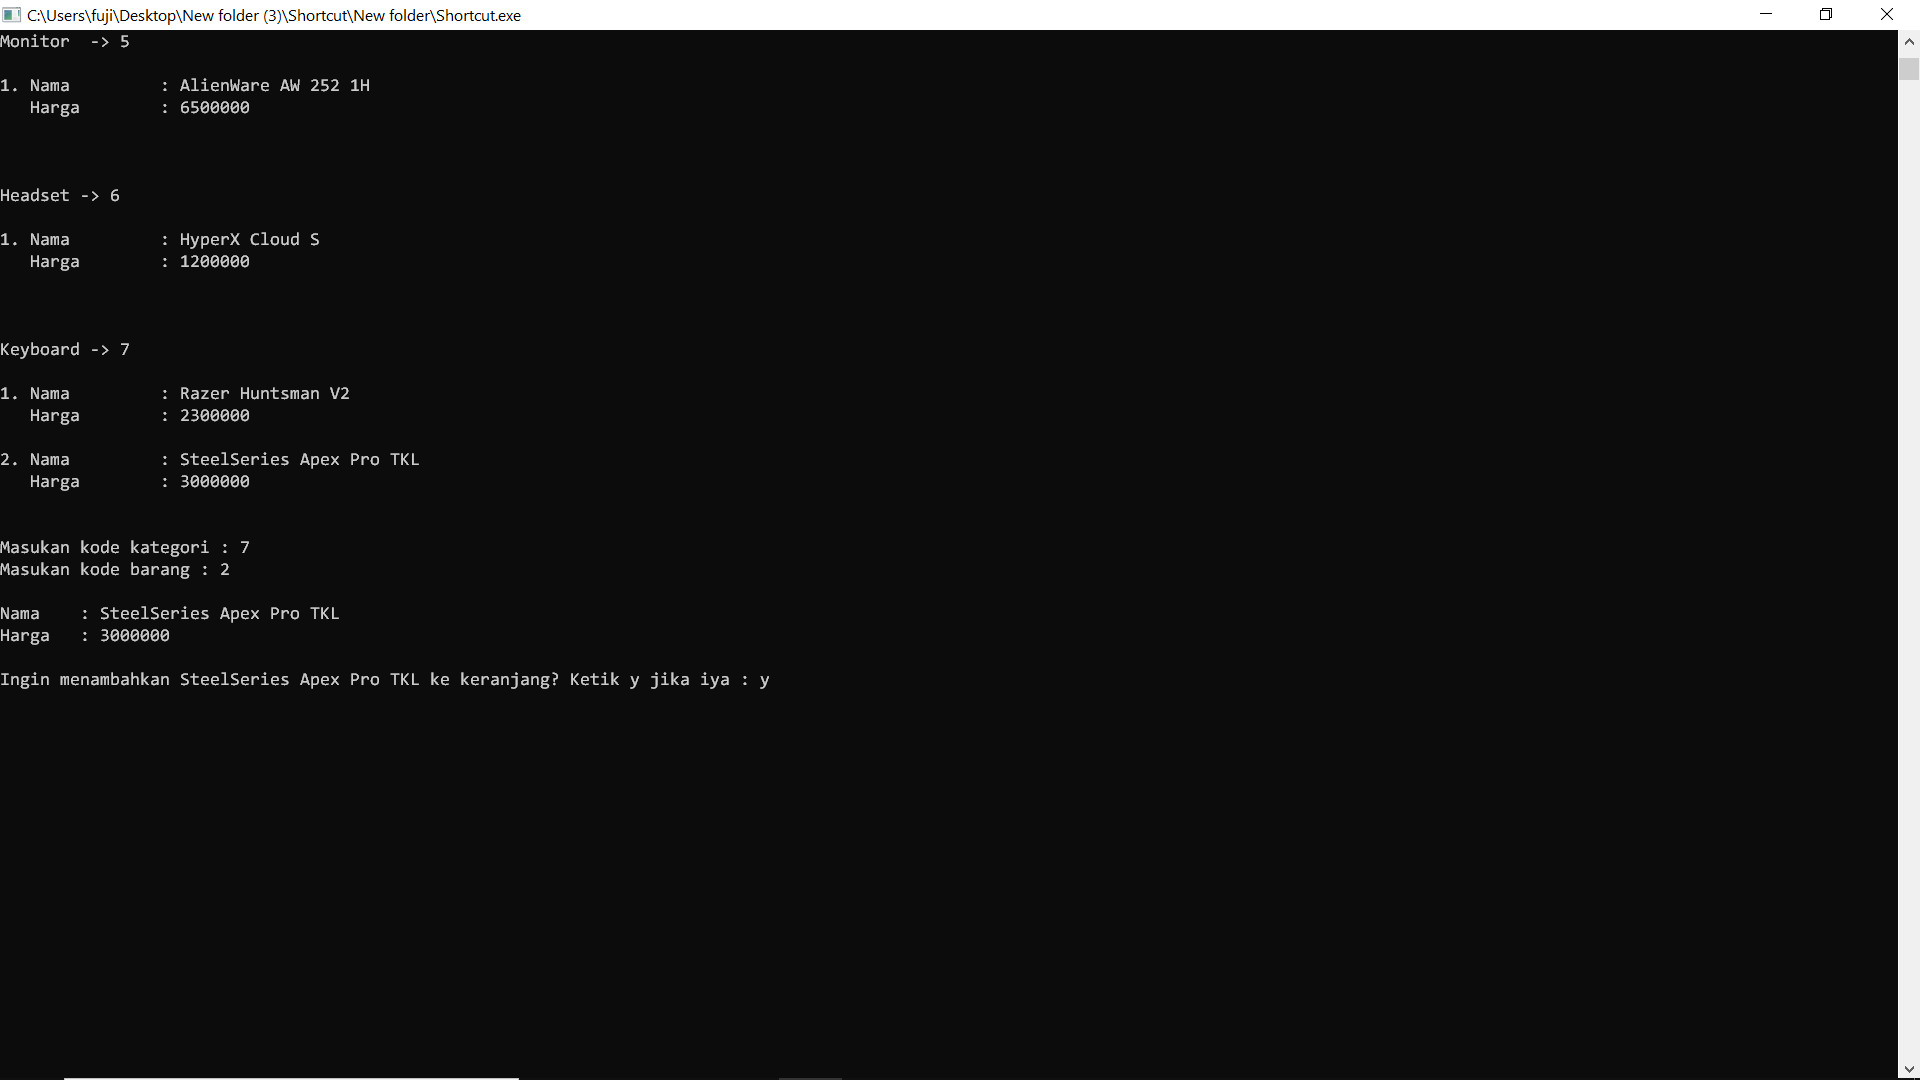 C:\Users\fuji\Desktop\New folder (3)\Shortcut\New folder\Shortcut.exe
Monitor  -> 5
1. Nama         : AlienWare AW 252 1H
   Harga        : 6500000
Headset -> 6
1. Nama         : HyperX Cloud S
   Harga        : 1200000
Keyboard -> 7
1. Nama         : Razer Huntsman V2
   Harga        : 2300000
2. Nama         : SteelSeries Apex Pro TKL
   Harga        : 3000000
Masukan kode kategori : 7
Masukan kode barang : 2
Nama    : SteelSeries Apex Pro TKL
Harga   : 3000000
Ingin menambahkan SteelSeries Apex Pro TKL ke keranjang? Ketik y jika iya : y